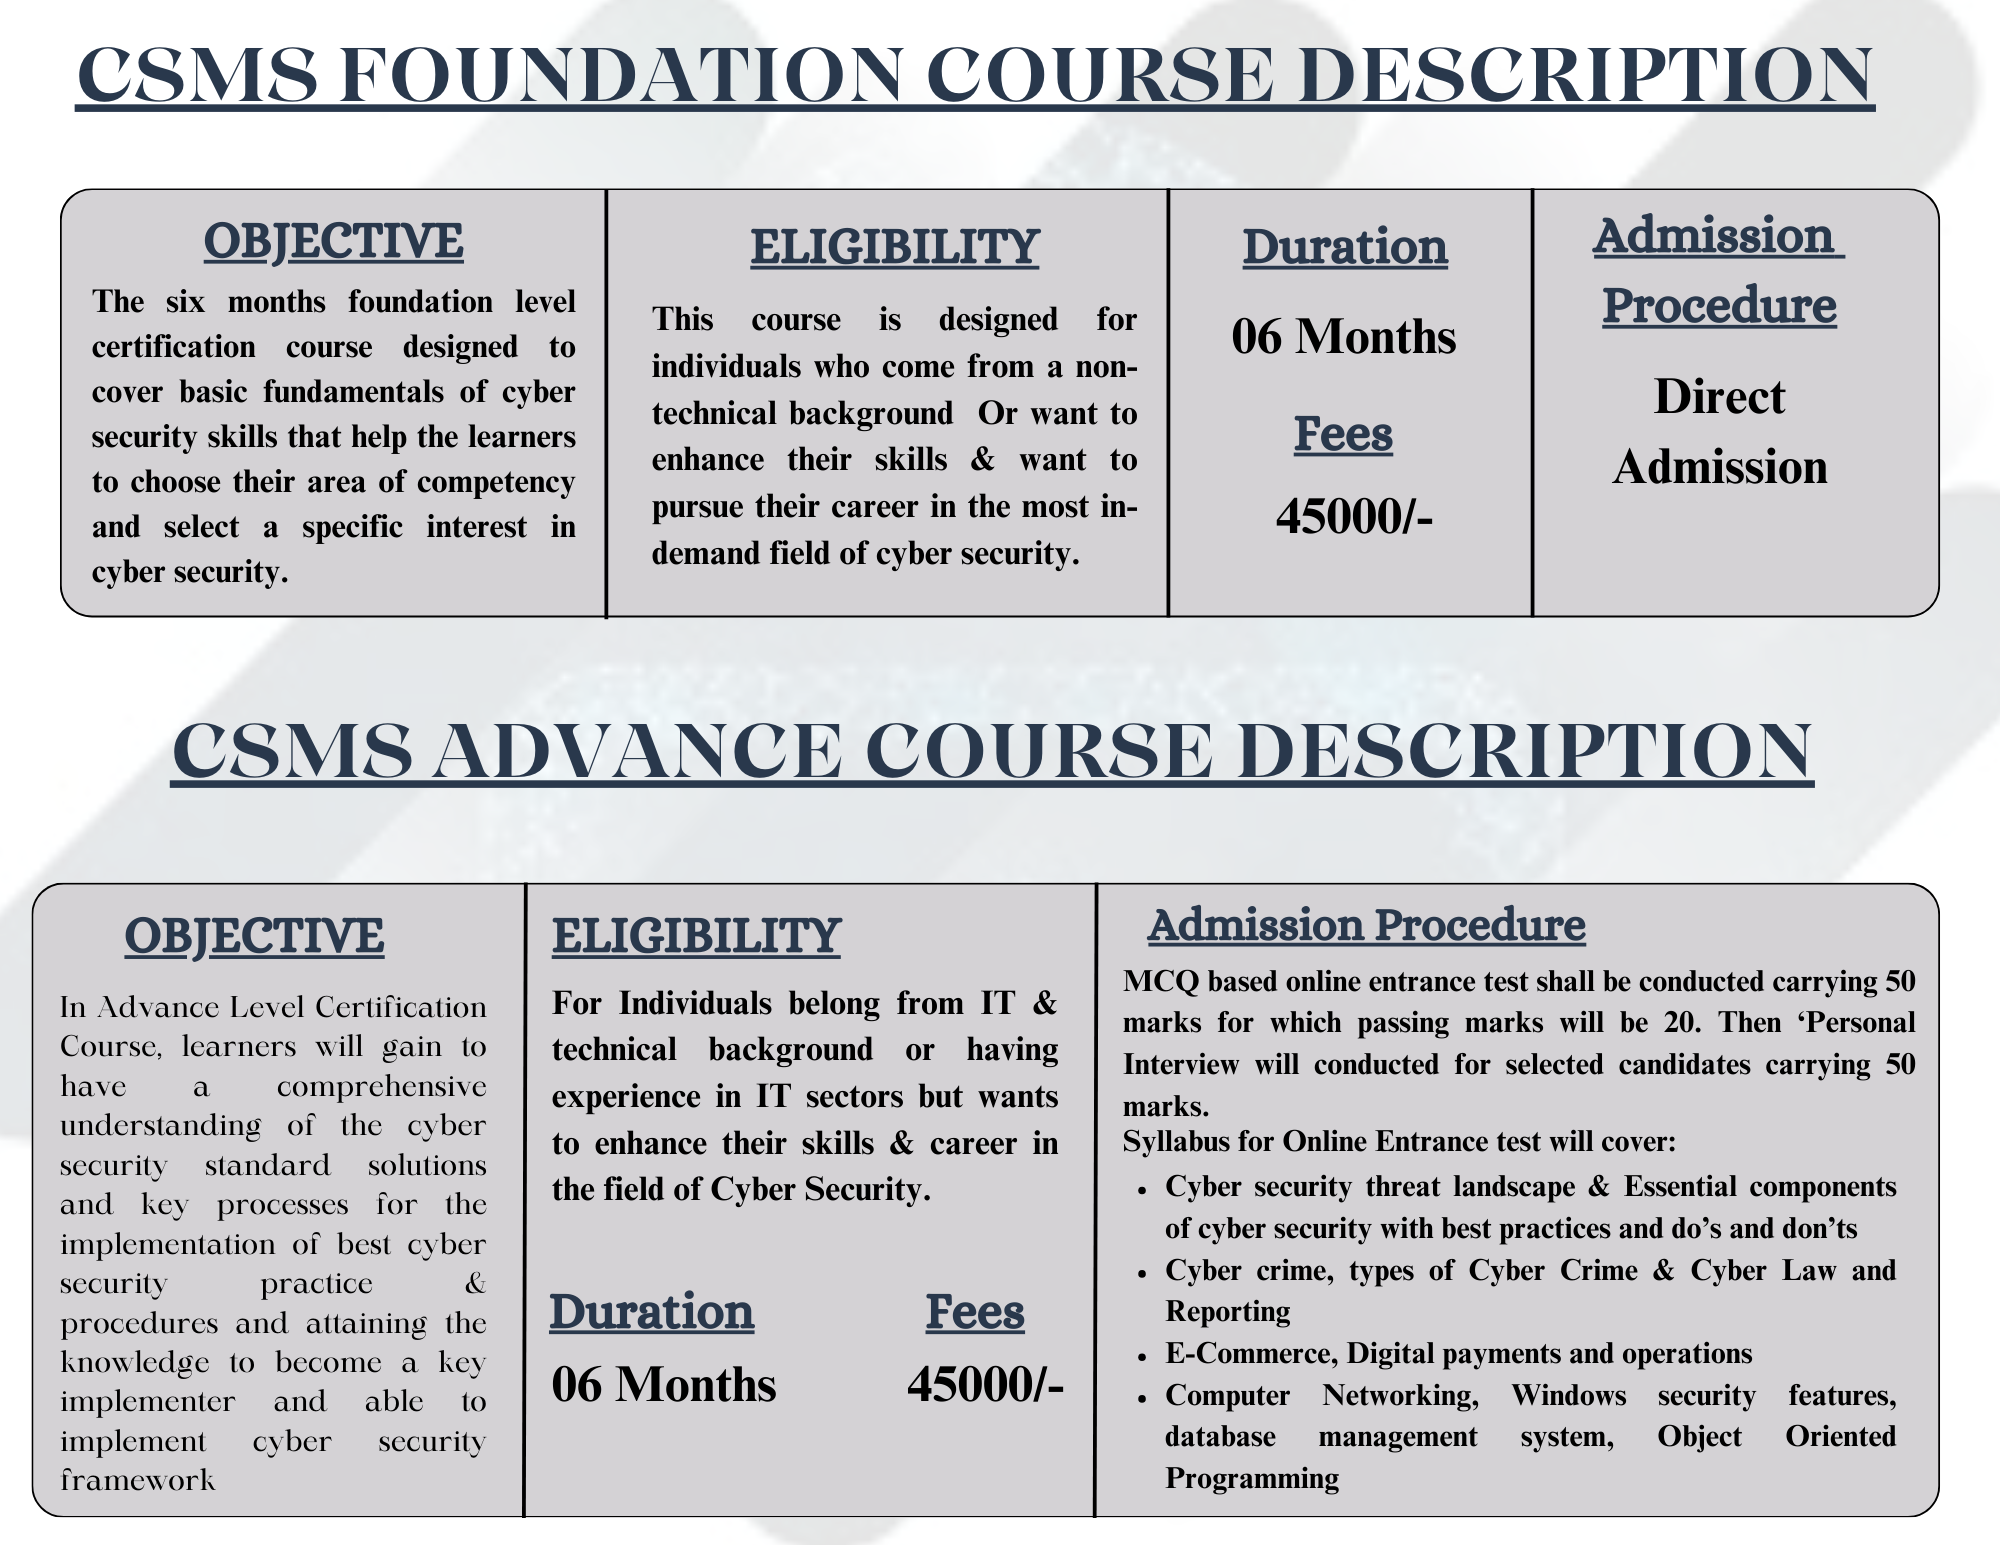 CSMS FOUNDATION COURSE DESCRIPTION
OBJECTIVE
The six months foundation level
certification course designed to
cover basic fundamentals of cyber
security skills that help the learners
to choose their area of competency
and select a specific interest in
cyber security.
ELIGIBILITY
This course is designed for
individuals who come from a non-
technical background Or want to
enhance their skills & want to
pursue their career in the most in-
demand field of cyber security.
Duration
06 Months
Fees
45000/-
Admission
Procedure
Direct
Admission
CSMS ADVANCE COURSE DESCRIPTION
OBJECTIVE
In Advance Level Certification
Course, learners will gain to
have a comprehensive
understanding of the cyber
security standard solutions
and key processes for the
implementation of best cyber
security practice &
procedures and attaining the
knowledge to become a key
implementer and able to
implement cyber security
framework
ELIGIBILITY
For Individuals belong from IT &
technical background or having
experience in IT sectors but wants
to enhance their skills & career in
the field of Cyber Security.
Duration
06 Months
Fees
45000/-
Admission Procedure
MCQ based online entrance test shall be conducted carrying 50
marks for which passing marks will be 20. Then ‘Personal
Interview will conducted for selected candidates carrying 50
marks.
Syllabus for Online Entrance test will cover:
• Cyber security threat landscape & Essential components
of cyber security with best practices and do’s and don’ts
• Cyber crime, types of Cyber Crime & Cyber Law and
Reporting
• E-Commerce, Digital payments and operations
• Computer Networking, Windows security features,
database management system, Object Oriented
Programming